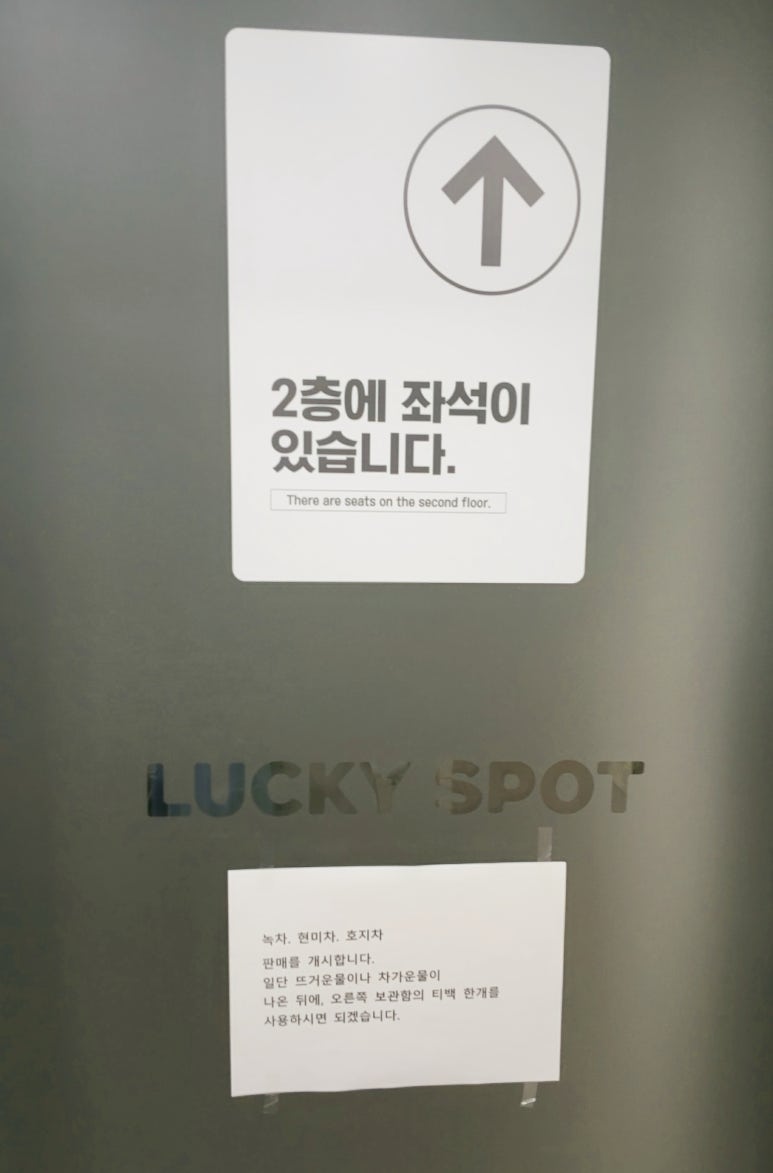 2층에 좌석이
있습니다.
There are seats on the second floor.
LUCKY SPOT
녹차. 현미차. 호지차
판매를 개시합니다.
일단 뜨거운물이나 차가운물이
나온 뒤에, 오른쪽 보관함의 티백 한개를
사용하시면 되겠습니다.